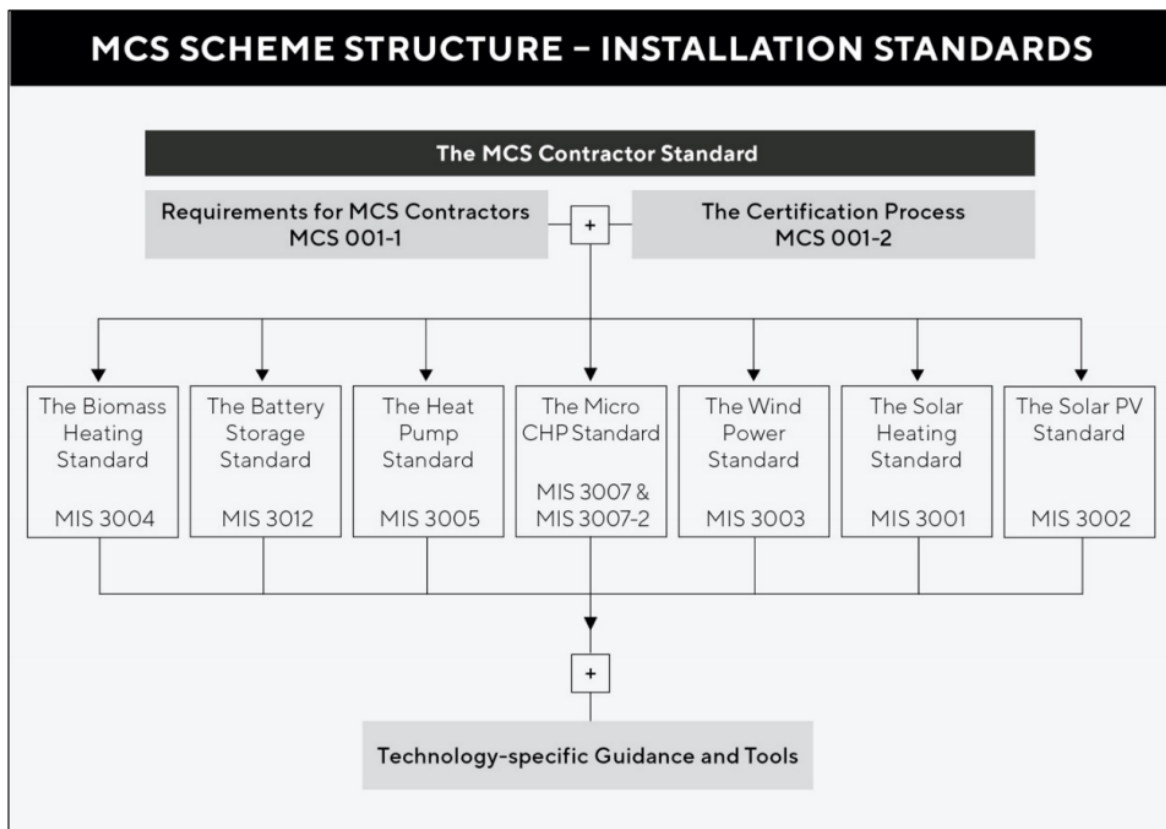 MCS SCHEME STRUCTURE – INSTALLATION STANDARDS
The MCS Contractor Standard
Requirements for MCS Contractors
MCS 001-1
+
The Certification Process
MCS 001-2
The Biomass
Heating
Standard
MIS 3004
The Battery
Storage
Standard
MIS 3012
The Heat
Pump
Standard
MIS 3005
The Micro
CHP Standard
MIS 3007 &
MIS 3007-2
The Wind
Power
Standard
MIS 3003
The Solar
Heating
Standard
MIS 3001
The Solar PV
Standard
MIS 3002
+
Technology-specific Guidance and Tools